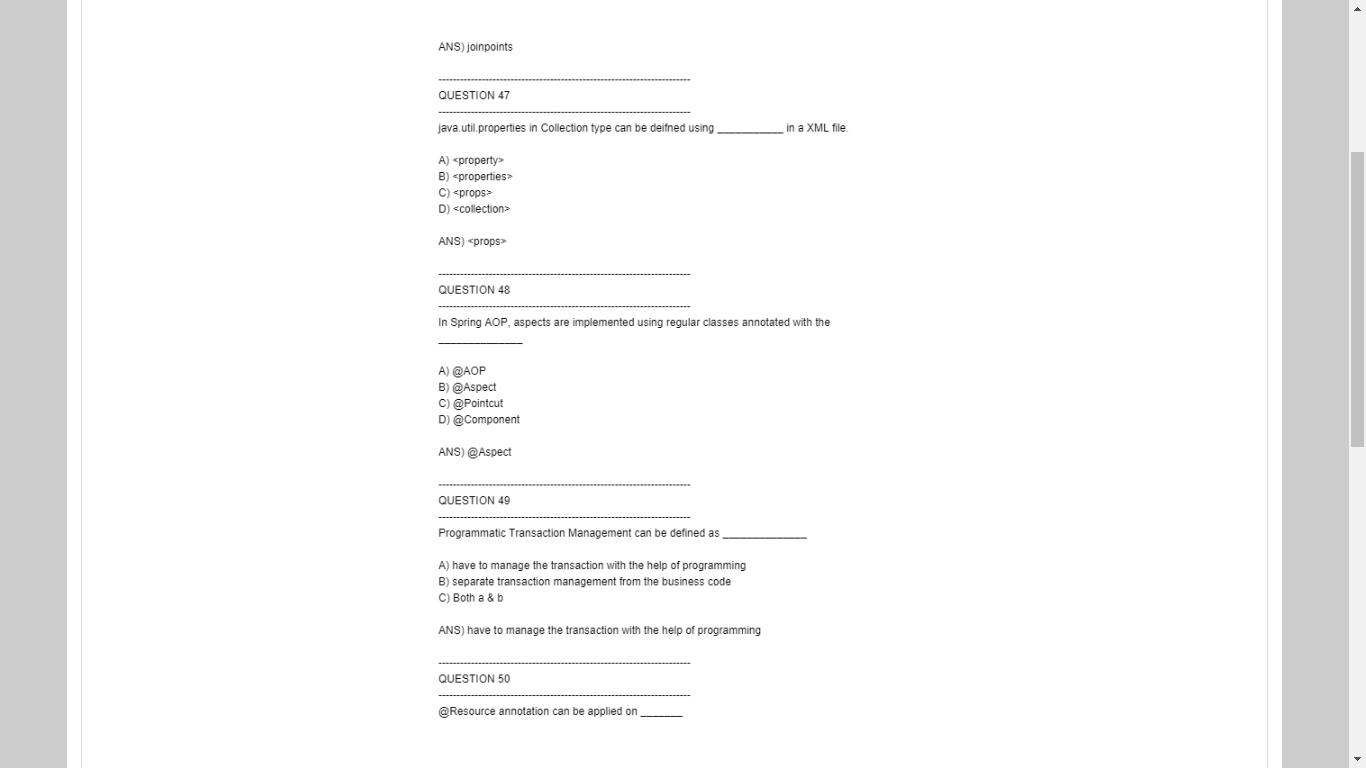 ANS) joinpoints
----------------------------------------------------------------------
QUESTION 47
----------------------------------------------------------------------
java.util.properties in Collection type can be deifned using ___________ in a XML file.
A) <property>
B) <properties>
C) <props>
D) <collection>
ANS) <props>
----------------------------------------------------------------------
QUESTION 48
----------------------------------------------------------------------
In Spring AOP, aspects are implemented using regular classes annotated with the
______________
A) @AOP
B) @Aspect
C) @Pointcut
D) @Component
ANS) @Aspect
----------------------------------------------------------------------
QUESTION 49
----------------------------------------------------------------------
Programmatic Transaction Management can be defined as ______________
A) have to manage the transaction with the help of programming
B) separate transaction management from the business code
C) Both a & b
ANS) have to manage the transaction with the help of programming
----------------------------------------------------------------------
QUESTION 50
----------------------------------------------------------------------
@Resource annotation can be applied on _______